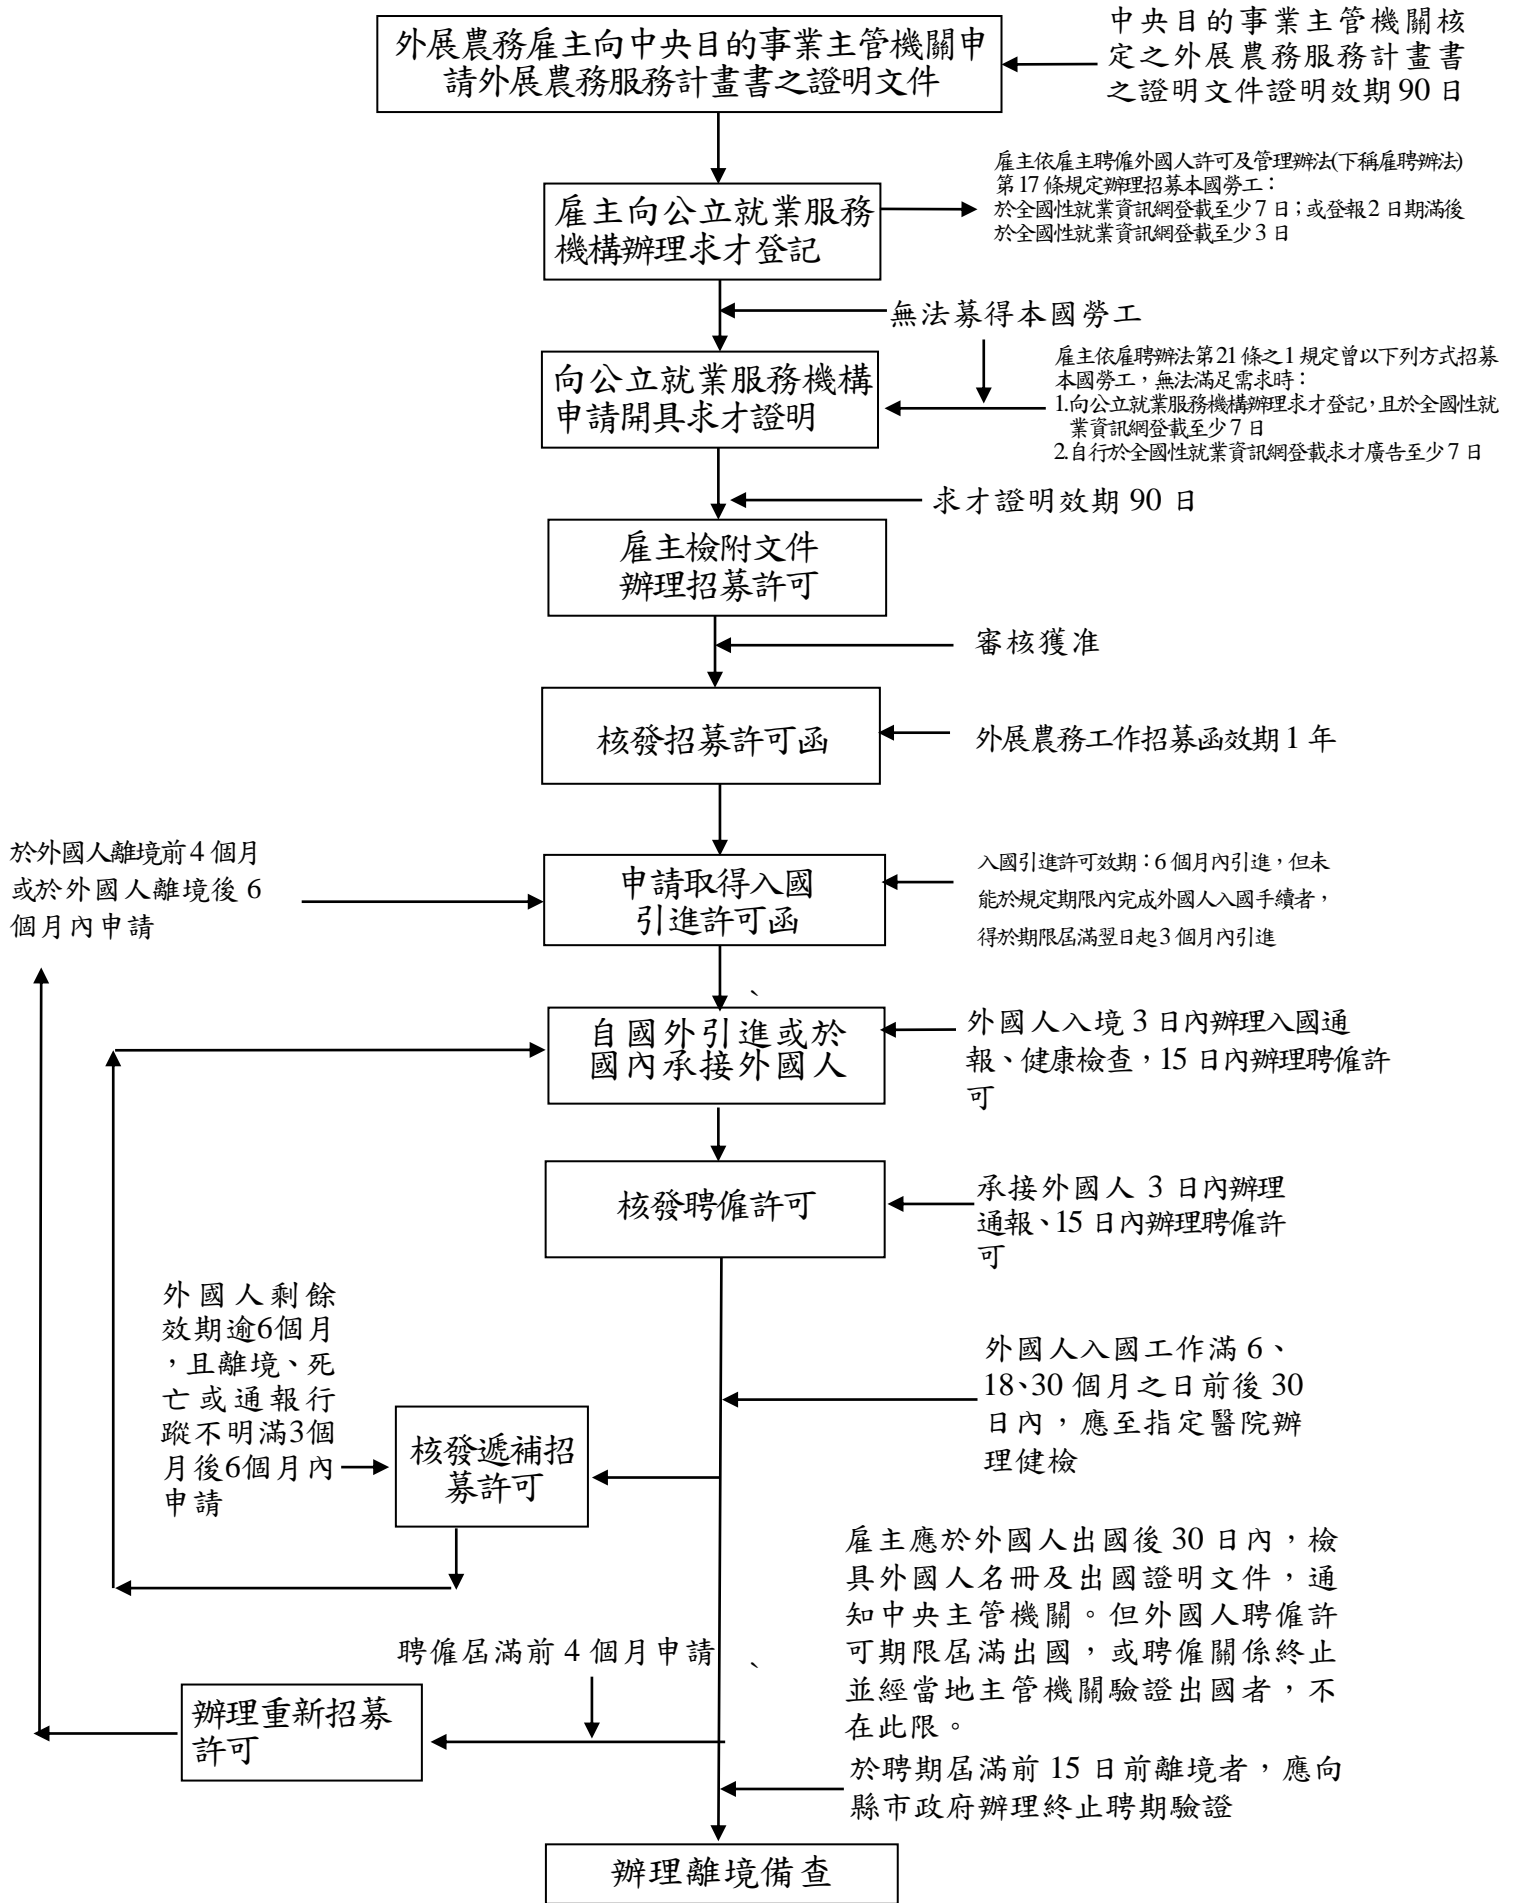 外展農務雇主向中央目的事業主管機關申
請外展農務服務計畫書之證明文件
中央目的事業主管機關核
定之外展農務服務計畫書
之證明文件證明效期90日
雇主依雇主聘僱外國人許可及管理辦法(下稱雇聘辦法)
第17條規定辦理招募本國勞工：
於全國性就業資訊網登載至少7日；或登報2日期滿後
於全國性就業資訊網登載至少3日
雇主向公立就業服務
機構辦理求才登記
無法募得本國勞工
雇主依雇聘辦法第21條之1規定曾以下列方式招募
本國勞工，無法滿足需求時：
1.向公立就業服務機構辦理求才登記，且於全國性就
業資訊網登載至少7日
2.自行於全國性就業資訊網登載求才廣告至少7日
向公立就業服務機構
申請開具求才證明
求才證明效期 90 日
雇主檢附文件
辦理招募許可
審核獲准
核發招募許可函
外展農務工作招募函效期1年
於外國人離境前4個月
或於外國人離境後 6
個月內申請
申請取得入國
引進許可函
入國引進許可效期：6個月內引進，但未
能於規定期限內完成外國人入國手續者，
得於期限屆滿翌日起3個月內引進
、
自國外引進或於
國內承接外國人
外國人入境 3 日內辦理入國通
報、健康檢查，15日內辦理聘僱許
可
核發聘僱許可
承接外國人 3 日內辦理
通報、15日內辦理聘僱許
可
外國人剩餘
效期逾6個月
，且離境、死
亡或通報行
蹤不明滿3個
月後6個月內
申請
核發遞補招
募許可
外國人入國工作滿 6、
18、30 個月之日前後 30
日內，應至指定醫院辦
理健檢
雇主應於外國人出國後 30 日內，檢
具外國人名冊及出國證明文件，通
知中央主管機關。但外國人聘僱許
可期限屆滿出國，或聘僱關係終止
並經當地主管機關驗證出國者，不
在此限。
聘僱屆滿前 4 個月申請
、
辦理重新招募
許可
於聘期屆滿前 15 日前離境者，應向
縣市政府辦理終止聘期驗證
辦理離境備查